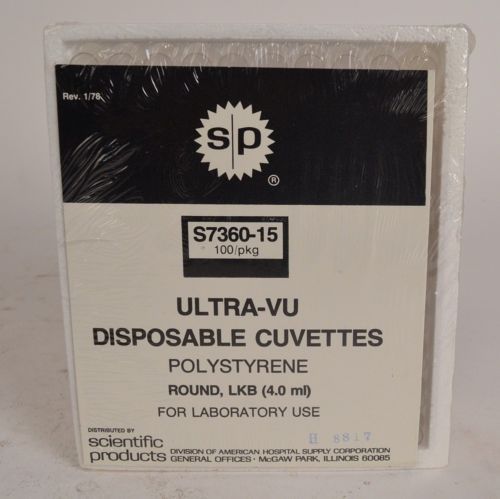 Rev. 1/78
s|p
®
S7360-15
100/pkg
ULTRA-VU
DISPOSABLE CUVETTES
POLYSTYRENE
ROUND, LKB (4.0 ml)
FOR LABORATORY USE
H 8817
DISTRIBUTED BY
scientific
products
DIVISION OF AMERICAN HOSPITAL SUPPLY CORPORATION
GENERAL OFFICES · McGAW PARK, ILLINOIS 60085